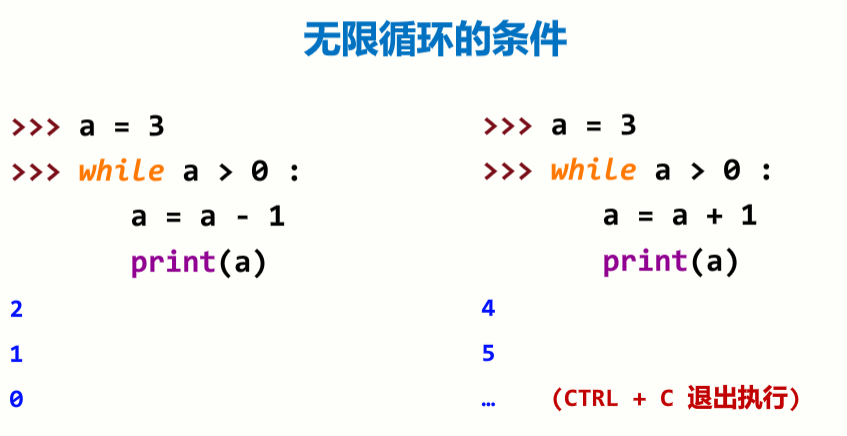 无限循环的条件
>>> a = 3
>>> while a > 0 :
a = a - 1
print(a)
2
1
0
>>> a = 3
>>> while a > 0 :
a = a + 1
print(a)
4
5
… (CTRL + C 退出执行)